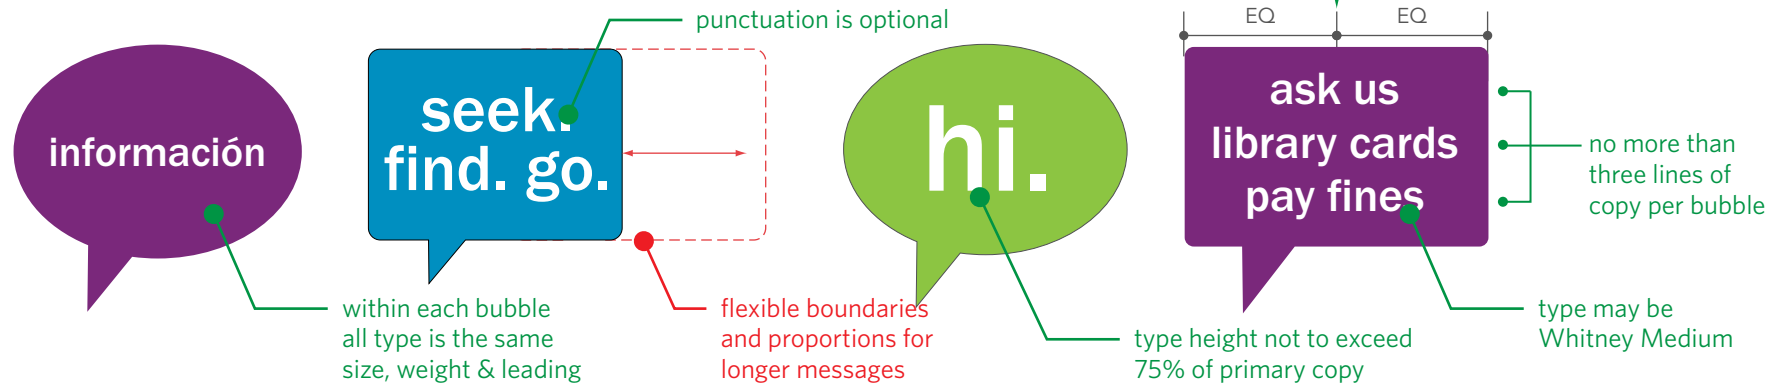 punctuation is optional
EQ
EQ
información
seek.
find. go.
hi.
ask us
library cards
pay fines
no more than
three lines of
copy per bubble
within each bubble
all type is the same
size, weight & leading
flexible boundaries
and proportions for
longer messages
type height not to exceed
75% of primary copy
type may be
Whitney Medium